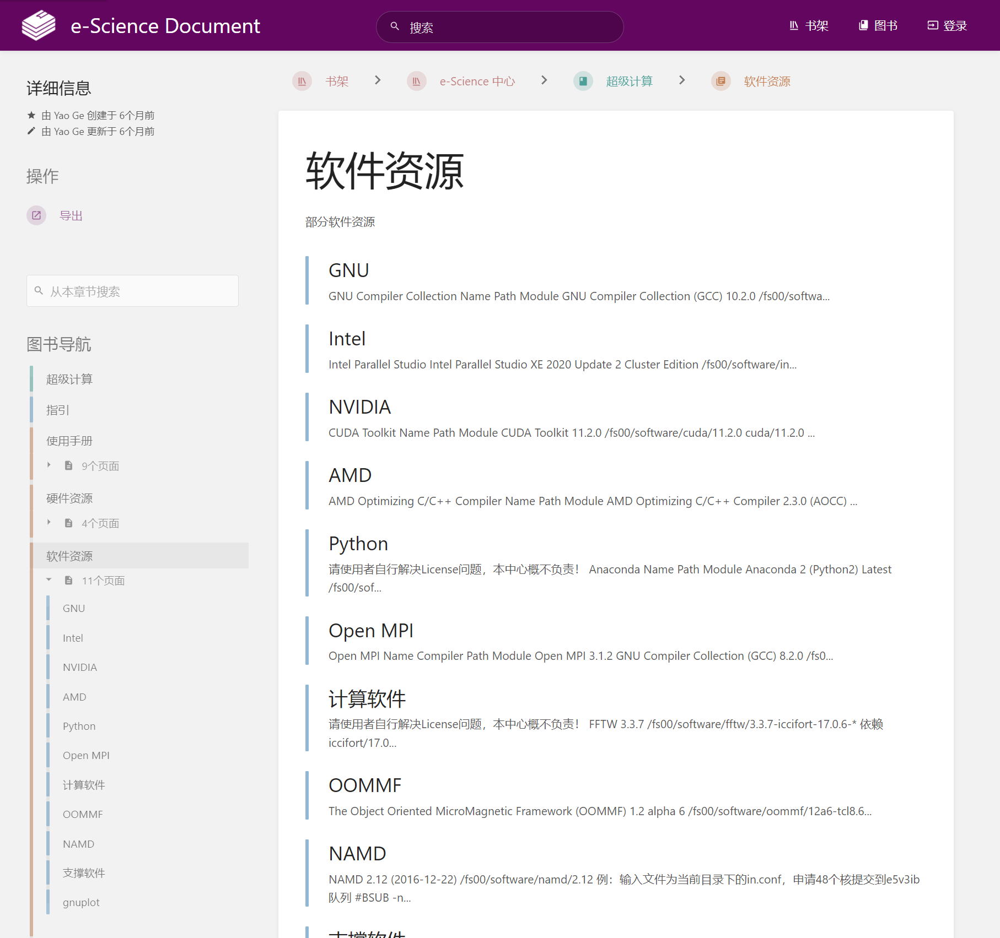 e-Science Document
搜索
书架
图书
登录
详细信息
由 Yao Ge 创建于 6个月前
由 Yao Ge 更新于 6个月前
操作
导出
从本章节搜索
图书导航
超级计算
指引
使用手册
9个页面
硬件资源
4个页面
软件资源
11个页面
GNU
Intel
NVIDIA
AMD
Python
Open MPI
计算软件
OOMMF
NAMD
支撑软件
gnuplot
书架
e-Science 中心
超级计算
软件资源
软件资源
部分软件资源
GNU
GNU Compiler Collection Name Path Module GNU Compiler Collection (GCC) 10.2.0 /fs00/softwa...
Intel
Intel Parallel Studio Intel Parallel Studio XE 2020 Update 2 Cluster Edition /fs00/software/in...
NVIDIA
CUDA Toolkit Name Path Module CUDA Toolkit 11.2.0 /fs00/software/cuda/11.2.0 cuda/11.2.0 ...
AMD
AMD Optimizing C/C++ Compiler Name Path Module AMD Optimizing C/C++ Compiler 2.3.0 (AOCC) ...
Python
请使用者自行解决License问题，本中心概不负责！ Anaconda Name Path Module Anaconda 2 (Python2) Latest
/fs00/sof...
Open MPI
Open MPI Name Compiler Path Module Open MPI 3.1.2 GNU Compiler Collection (GCC) 8.2.0 /fs0...
计算软件
请使用者自行解决License问题，本中心概不负责！ FFTW 3.3.7 /fs00/software/fftw/3.3.7-iccifort-17.0.6-* 依赖
iccifort/17.0...
OOMMF
The Object Oriented MicroMagnetic Framework (OOMMF) 1.2 alpha 6 /fs00/software/oommf/12a6-tcl8.6...
NAMD
NAMD 2.12 (2016-12-22) /fs00/software/namd/2.12 例：输入文件为当前目录下的in.conf，申请48个核提交到e5v3ib
队列 #BSUB -n...
支撑软件